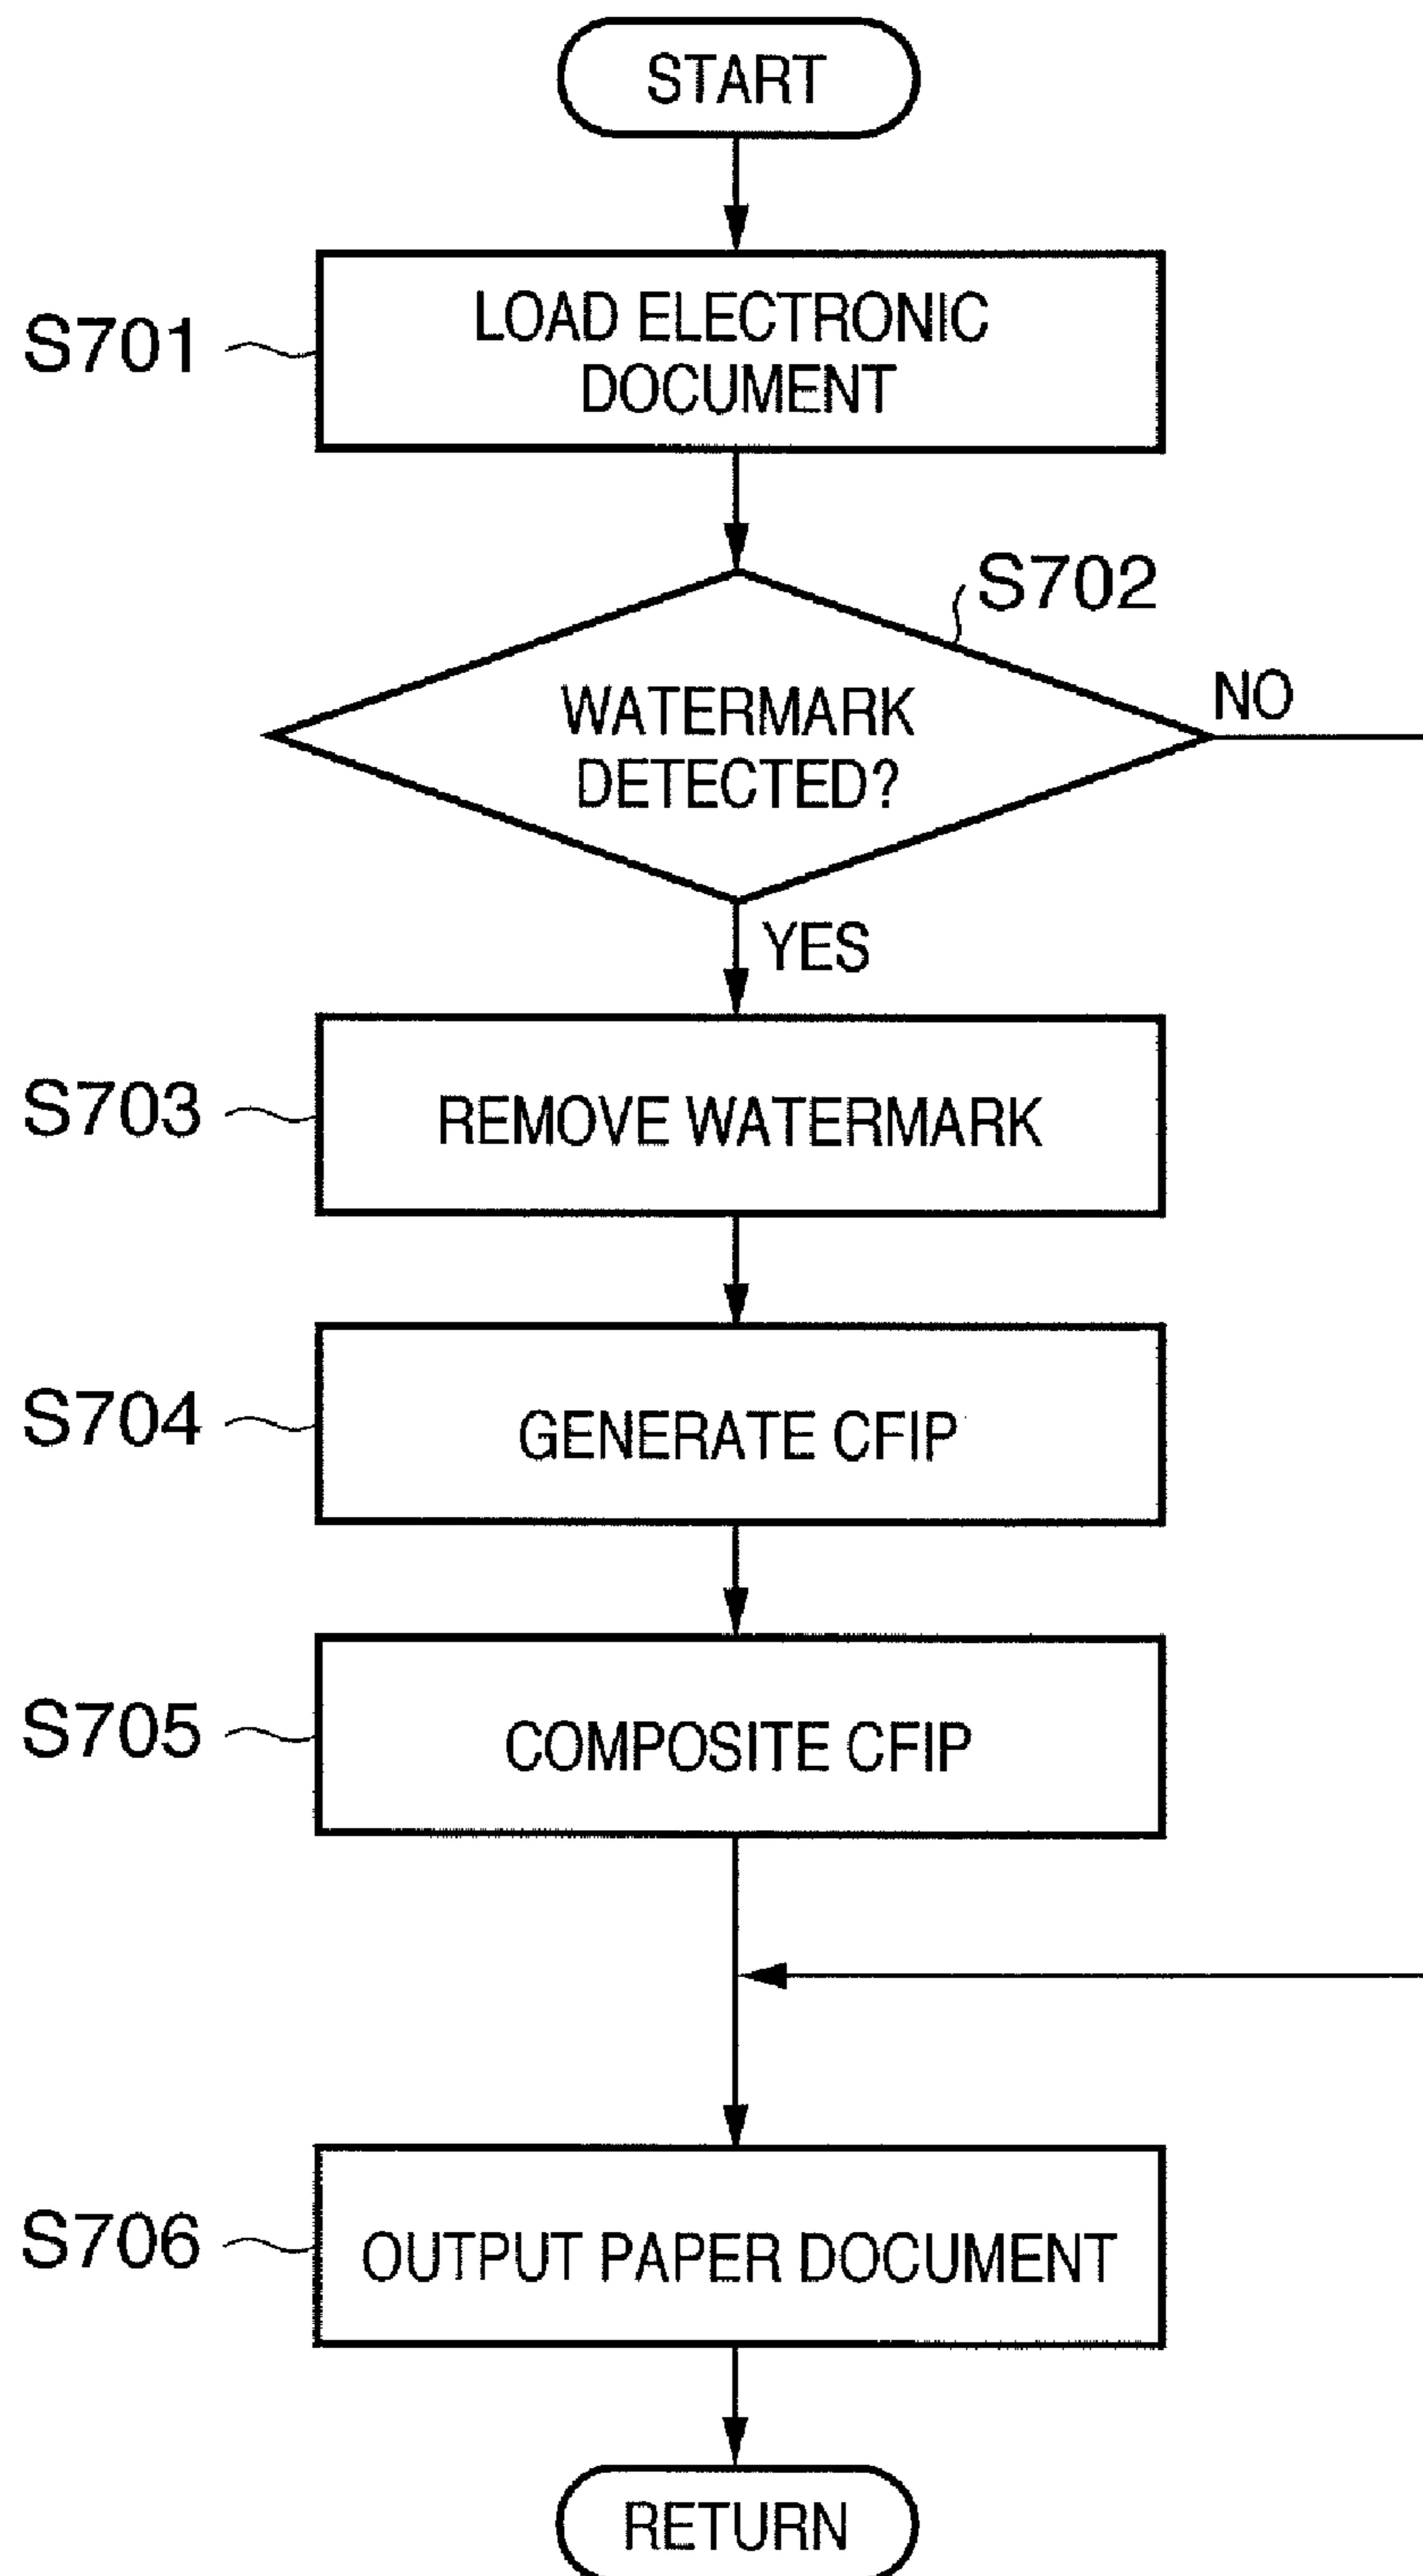 START
S701
LOAD ELECTRONIC
DOCUMENT
S702
WATERMARK
DETECTED?
NO
YES
S703
REMOVE WATERMARK
S704
GENERATE CFIP
S705
COMPOSITE CFIP
S706
OUTPUT PAPER DOCUMENT
RETURN